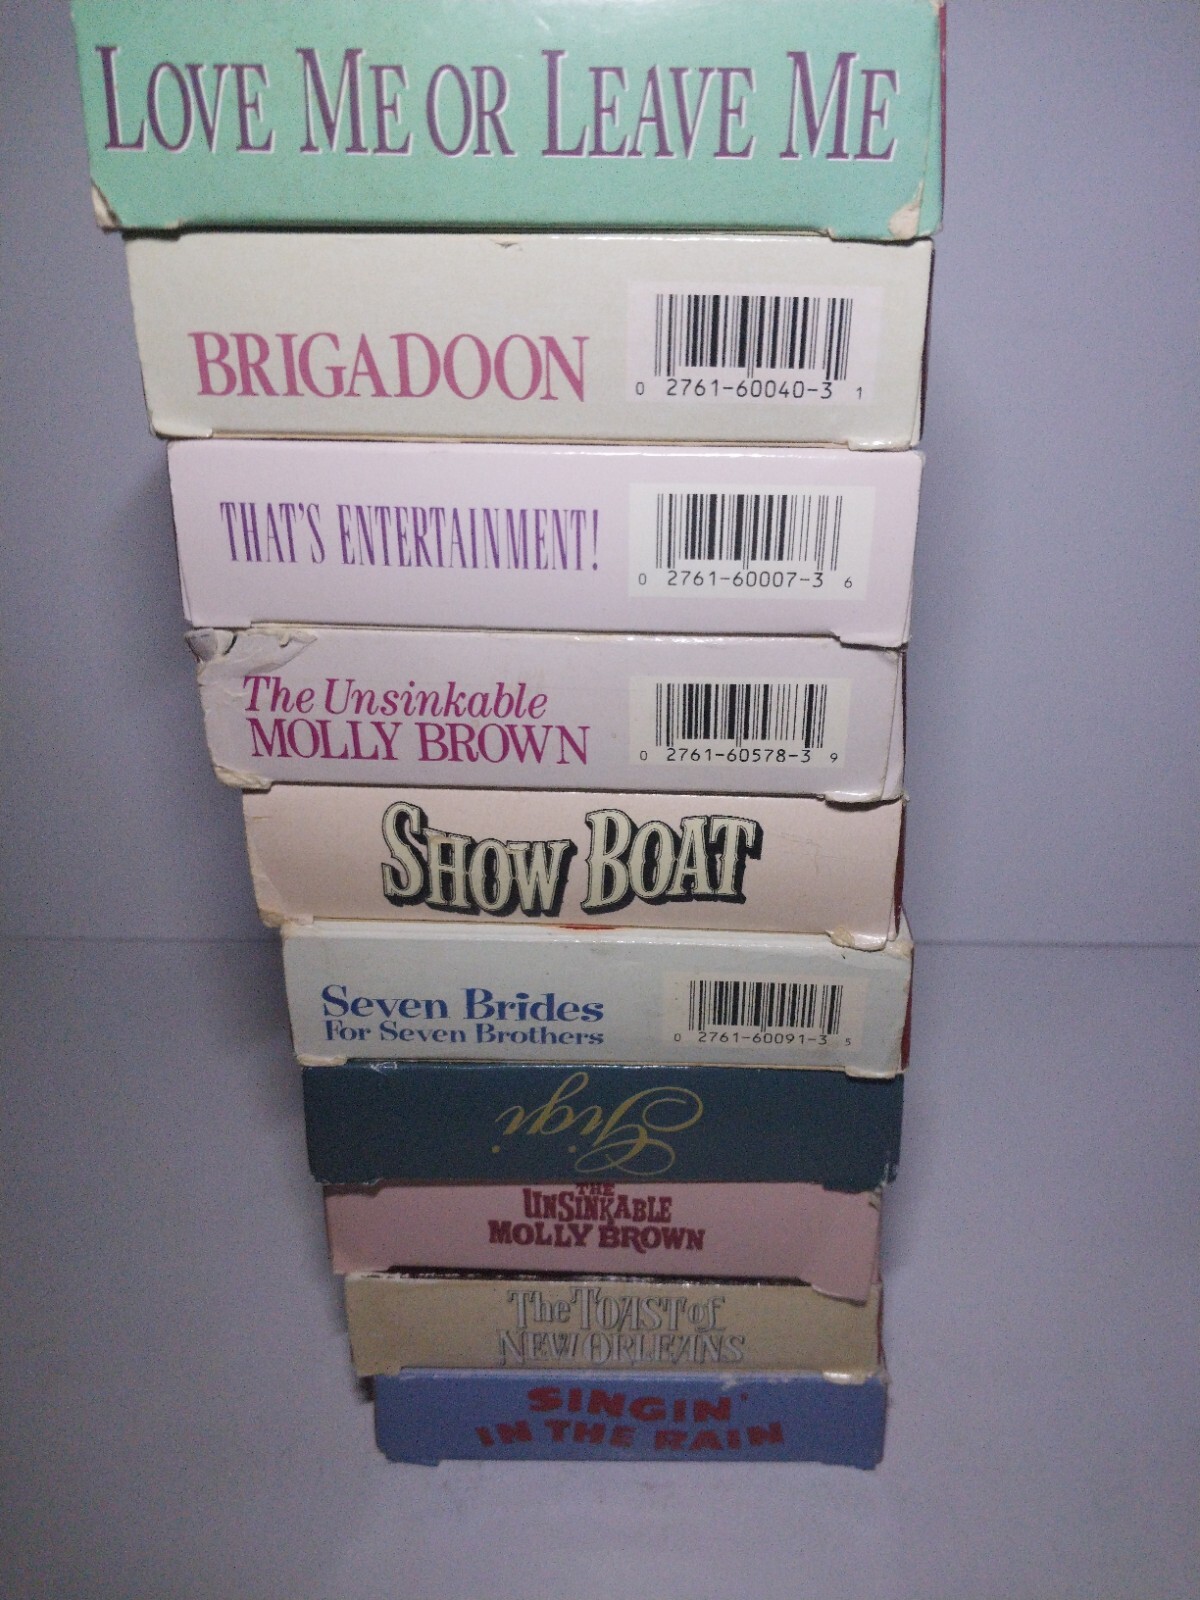 LOVE ME OR LEAVE ME
BRIGADOON
0 2761-60040-3 1
THAT'S ENTERTAINMENT!
0 2761-60007-3 6
The Unsinkable
MOLLY BROWN
0 2761-60578-3 9
SHOW BOAT
Seven Brides
For Seven Brothers
0 2761-60091-3 5
Gigi
THE
UNSINKABLE
MOLLY BROWN
The TOAST of
NEW ORLEANS
SINGIN'
IN THE RAIN